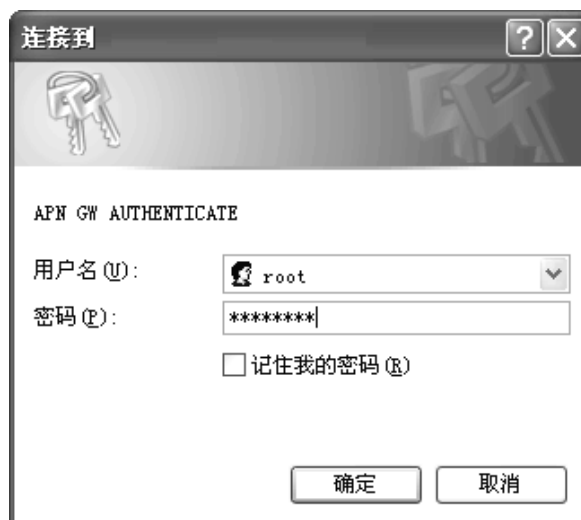 连接到
APN GW AUTHENTICATE
用户名(U):
root
密码(P):
********
记住我的密码(R)
确定
取消